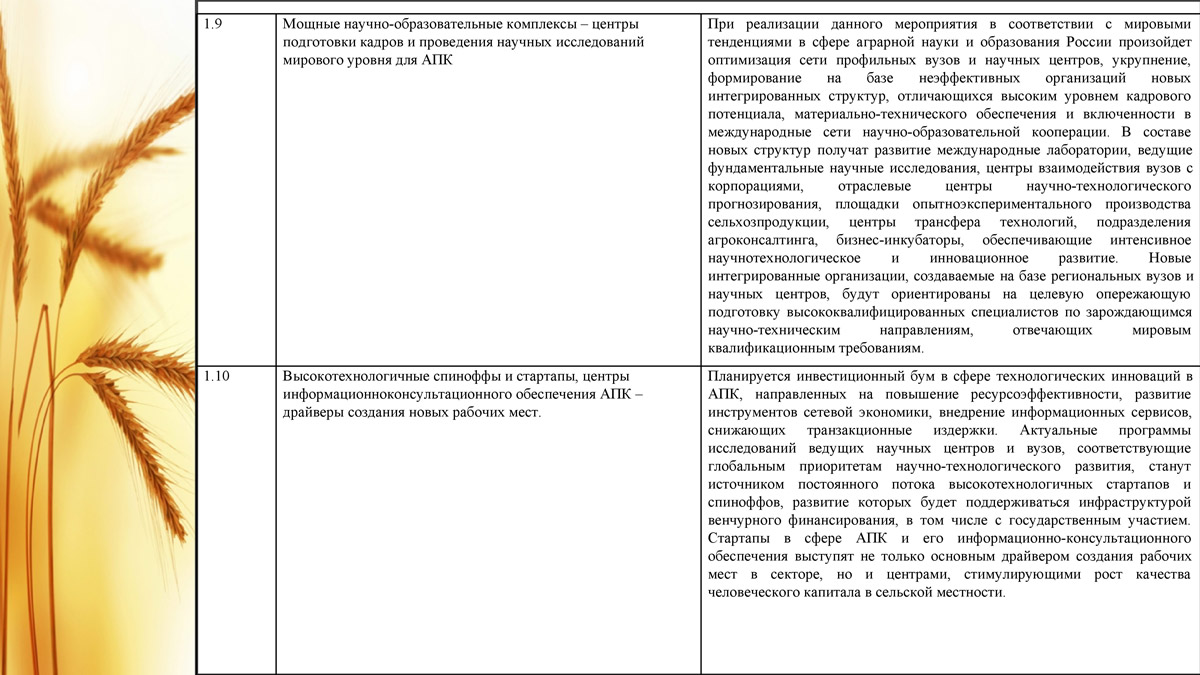 1.9
Мощные научно-образовательные комплексы – центры
подготовки кадров и проведения научных исследований
мирового уровня для АПК
При реализации данного мероприятия в соответствии с мировыми
тенденциями в сфере аграрной науки и образования России произойдет
оптимизация сети профильных вузов и научных центров, укрупнение,
формирование на базе неэффективных организаций новых
интегрированных структур, отличающихся высоким уровнем кадрового
потенциала, материально-технического обеспечения и включенности в
международные сети научно-образовательной кооперации. В составе
новых структур получат развитие международные лаборатории, ведущие
фундаментальные научные исследования, центры взаимодействия вузов с
корпорациями, отраслевые центры научно-технологического
прогнозирования, площадки опытноэкспериментального производства
сельхозпродукции, центры трансфера технологий, подразделения
агроконсалтинга, бизнес-инкубаторы, обеспечивающие интенсивное
научнотехнологическое и инновационное развитие. Новые
интегрированные организации, создаваемые на базе региональных вузов и
научных центров, будут ориентированы на целевую опережающую
подготовку высококвалифицированных специалистов по зарождающимся
научно-техническим направлениям, отвечающих мировым
квалификационным требованиям.
1.10
Высокотехнологичные спиноффы и стартапы, центры
информационноконсультационного обеспечения АПК –
драйверы создания новых рабочих мест.
Планируется инвестиционный бум в сфере технологических инноваций в
АПК, направленных на повышение ресурсоэффективности, развитие
инструментов сетевой экономики, внедрение информационных сервисов,
снижающих транзакционные издержки. Актуальные программы
исследований ведущих научных центров и вузов, соответствующие
глобальным приоритетам научно-технологического развития, станут
источником постоянного потока высокотехнологичных стартапов и
спиноффов, развитие которых будет поддерживаться инфраструктурой
венчурного финансирования, в том числе с государственным участием.
Стартапы в сфере АПК и его информационно-консультационного
обеспечения выступят не только основным драйвером создания рабочих
мест в секторе, но и центрами, стимулирующими рост качества
человеческого капитала в сельской местности.